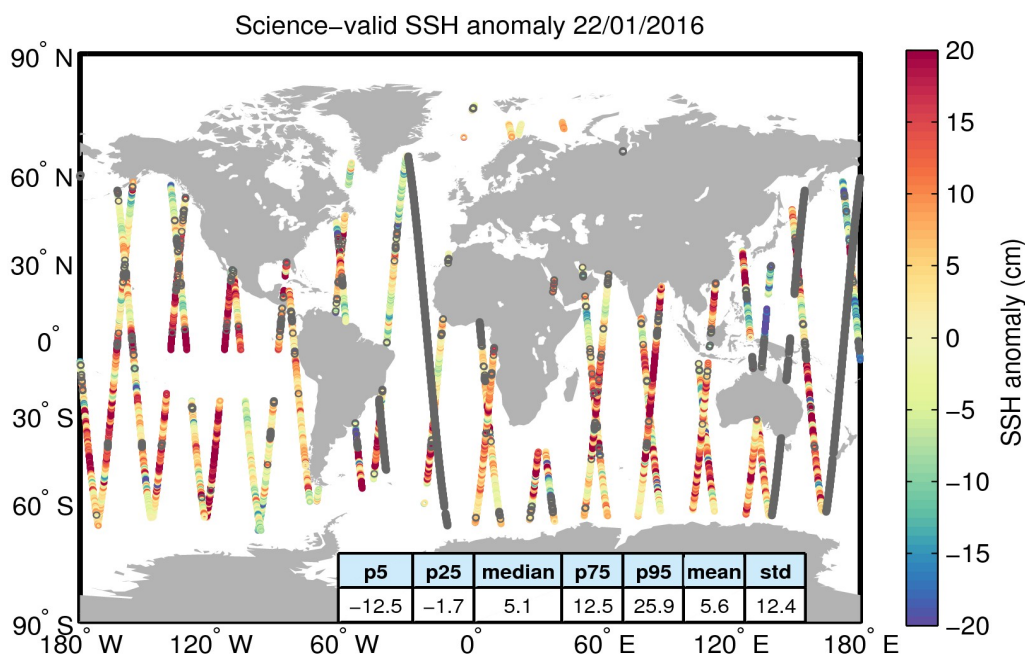 Science−valid SSH anomaly 22/01/2016
90° N
60° N
30° N
0°
30° S
60° S
90° S
180° W
120° W
60° W
0°
60° E
120° E
180° E
p5 p25 median p75 p95 mean std
−12.5 −1.7 5.1 12.5 25.9 5.6 12.4
20
15
10
5
0
−5
−10
−15
−20
SSH anomaly (cm)